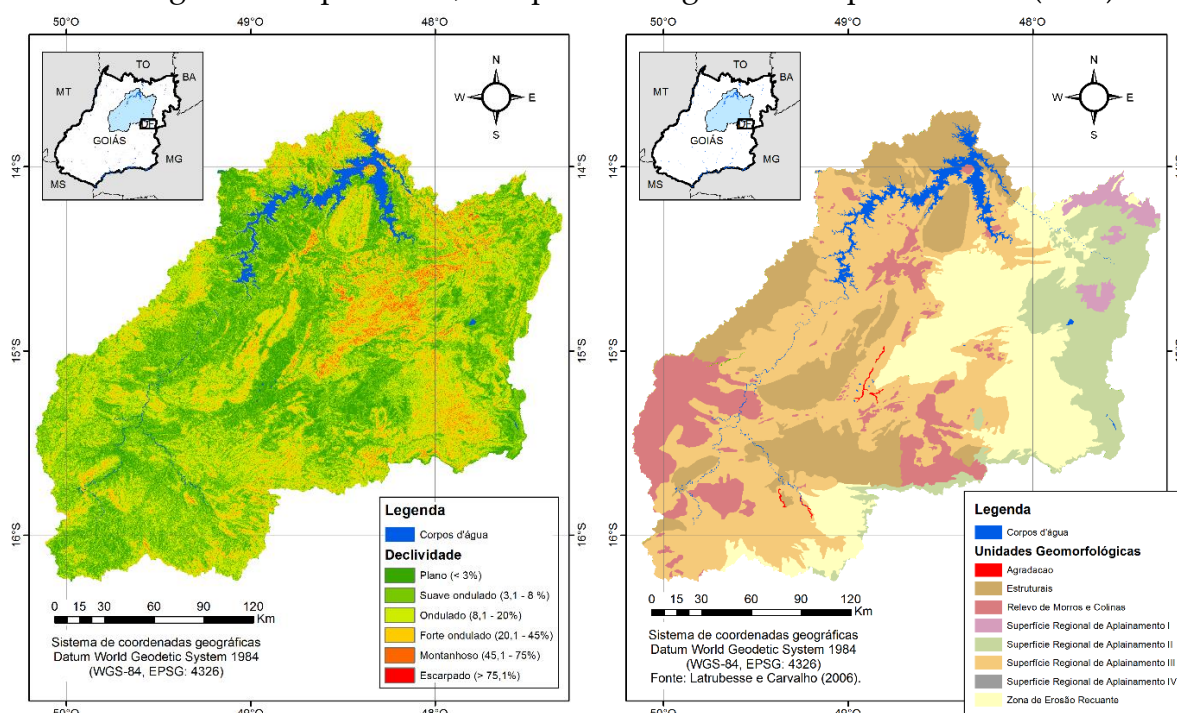 50°O 49°O 48°O
14°S
15°S
16°S
TO
BA
MT
DF
GOIÁS
MG
MS
N
W E
S
Legenda
Corpos d'água
Declividade
Plano (< 3%)
Suave ondulado (3,1 - 8 %)
Ondulado (8,1 - 20%)
Forte ondulado (20,1 - 45%)
Montanhoso (45,1 - 75%)
Escarpado (> 75,1%)
0 15 30 60 90 120
Km
Sistema de coordenadas geográficas
Datum World Geodetic System 1984
(WGS-84, EPSG: 4326)
50°O 49°O 48°O
50°O 49°O 48°O
14°S
15°S
16°S
TO
BA
MT
DF
GOIÁS
MG
MS
N
W E
S
Legenda
Corpos d'água
Unidades Geomorfológicas
Agradacao
Estruturais
Relevo de Morros e Colinas
Superfície Regional de Aplainamento I
Superfície Regional de Aplainamento II
Superfície Regional de Aplainamento III
Superfície Regional de Aplainamento IV
Zona de Erosão Recuante
0 15 30 60 90 120
Km
Sistema de coordenadas geográficas
Datum World Geodetic System 1984
(WGS-84, EPSG: 4326)
Fonte: Latrubesse e Carvalho (2006).
50°O 49°O 48°O